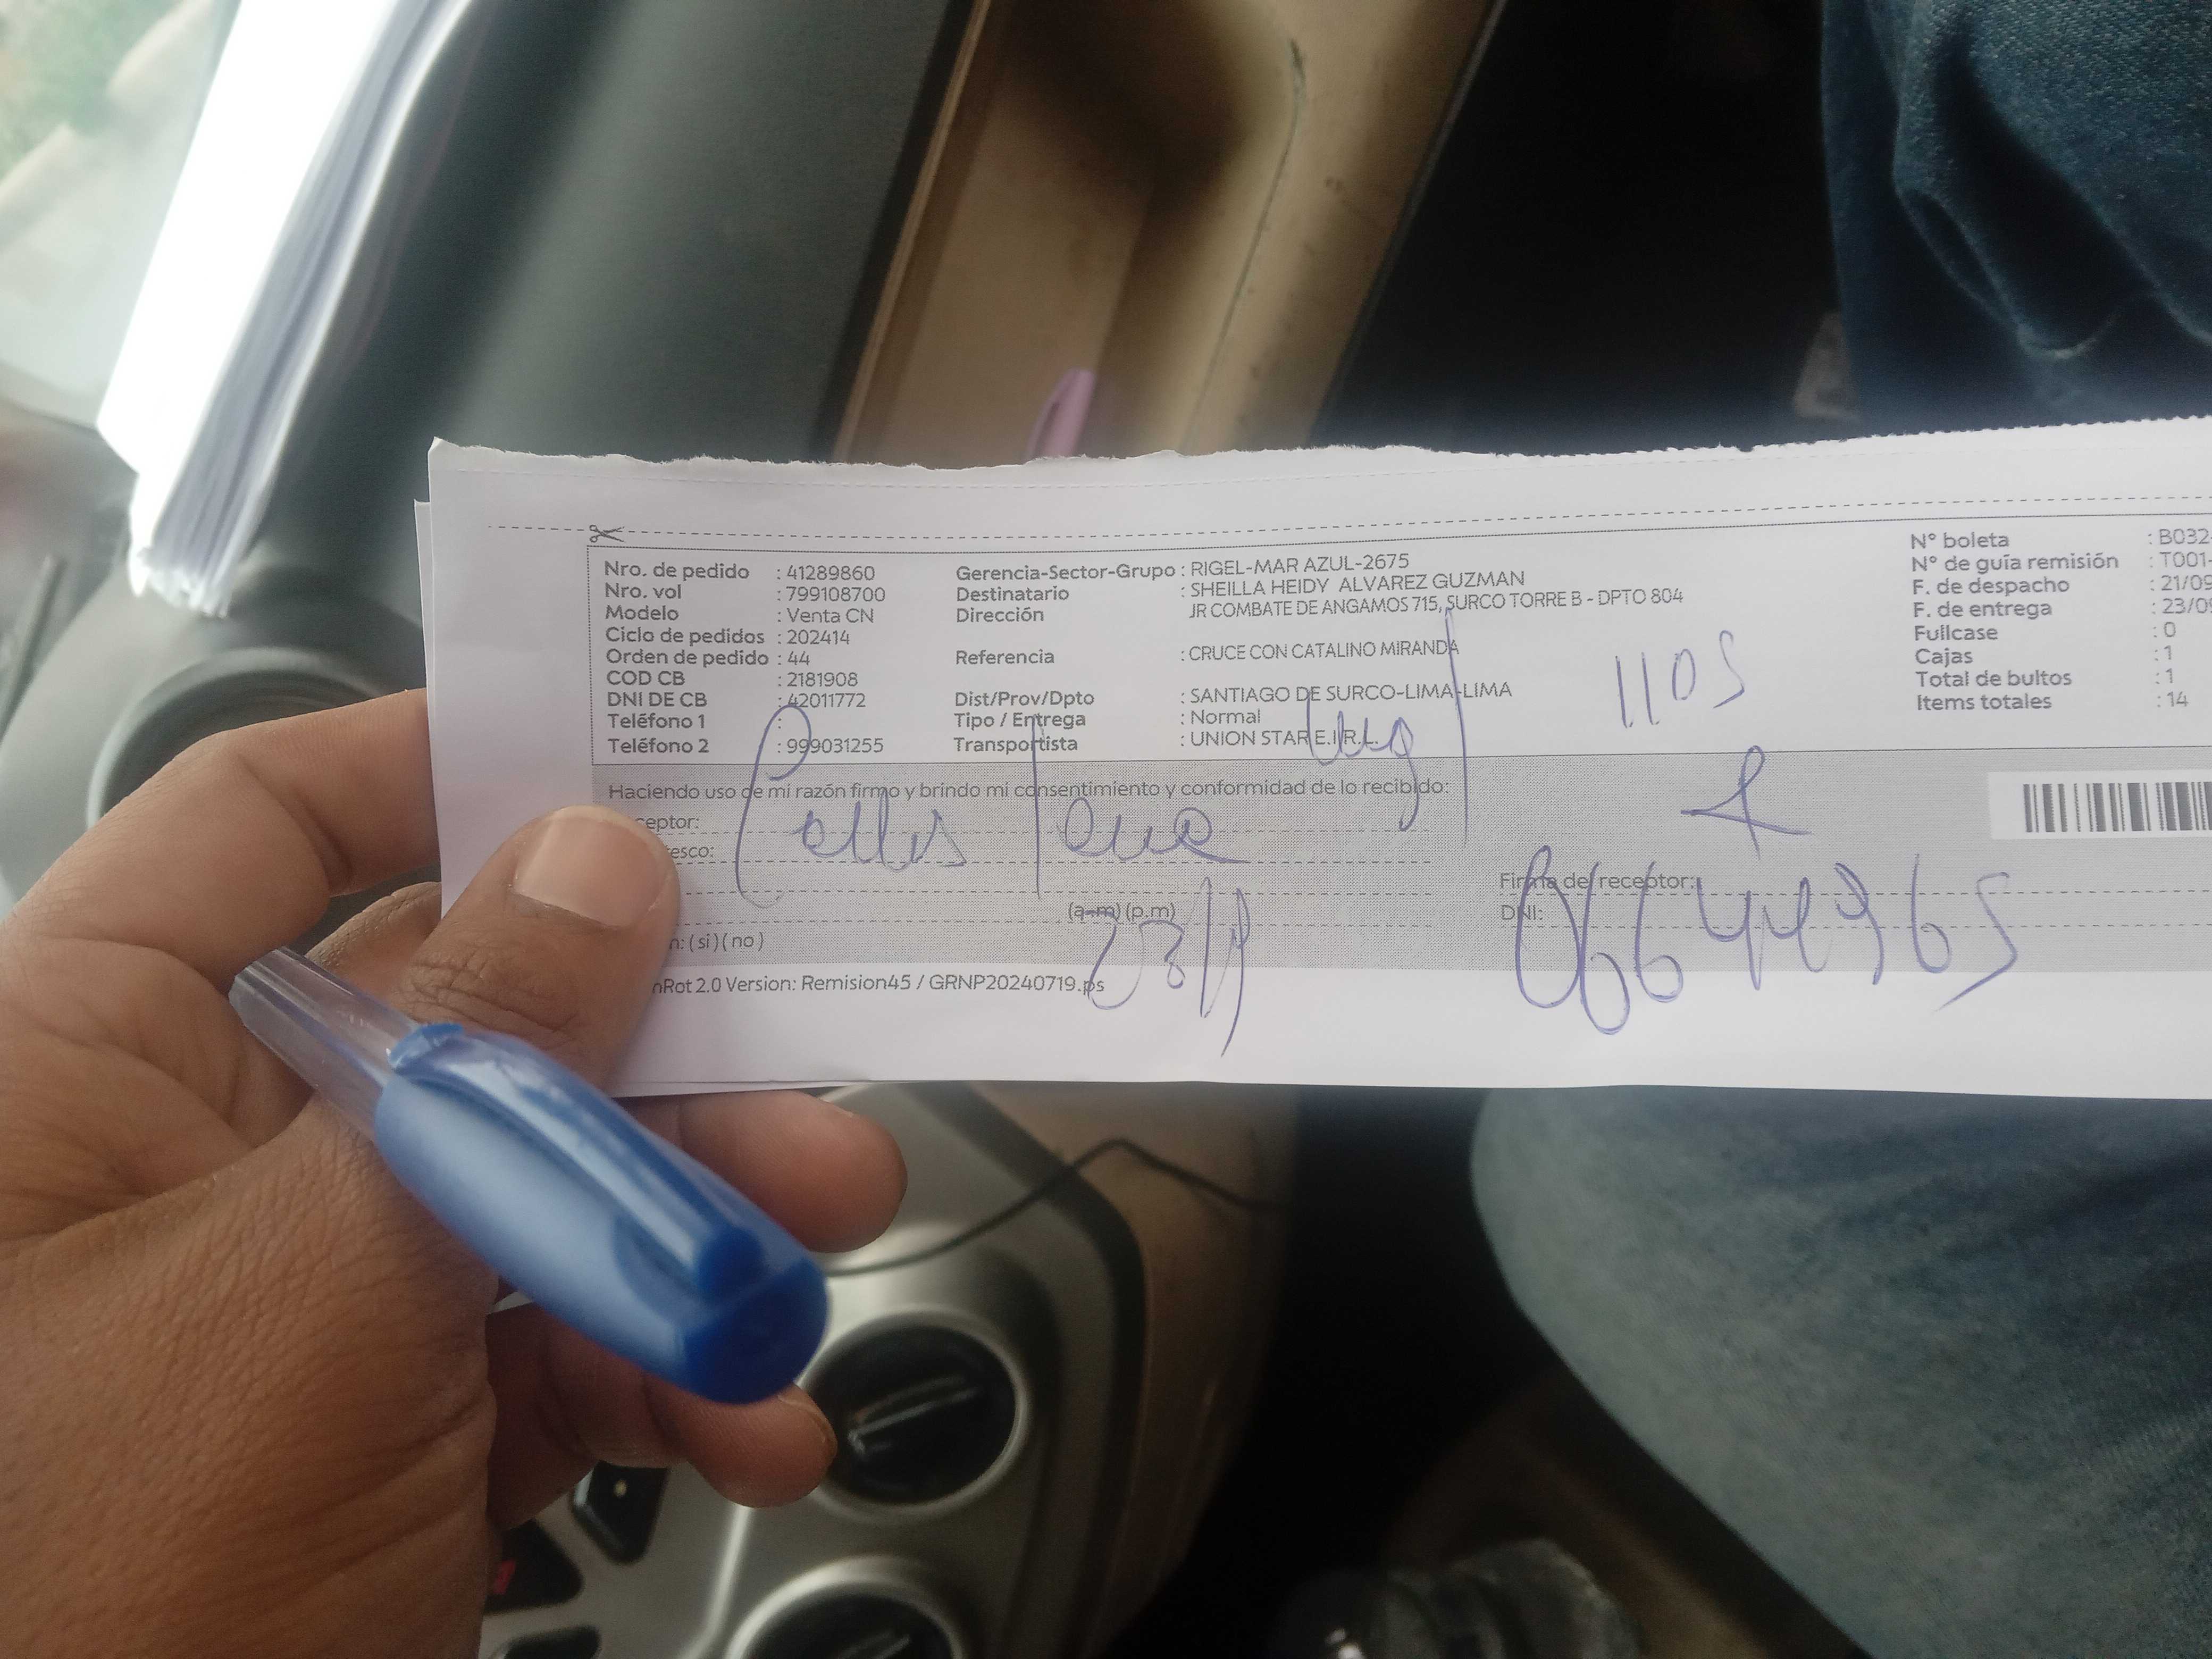 Nro. de pedido : 41289860
Nro. vol : 799108700
Modelo : Venta CN
Ciclo de pedidos : 202414
Orden de pedido : 44
COD CB : 2181908
DNI DE CB : 42011772
Teléfono 1 :
Teléfono 2 : 999031255
Gerencia-Sector-Grupo : RIGEL-MAR AZUL-2675
Destinatario : SHEILLA HEIDY ALVAREZ GUZMAN
Dirección JR COMBATE DE ANGAMOS 715, SURCO TORRE B - DPTO 804
Referencia : CRUCE CON CATALINO MIRANDA
Dist/Prov/Dpto : SANTIAGO DE SURCO-LIMA-LIMA
Tipo / Entrega : Normal
Transportista : UNION STAR E.I.R.L.
N° boleta : B032-
N° de guía remisión : T001-
F. de despacho : 21/09
F. de entrega : 23/09
Fullcase : 0
Cajas : 1
Total de bultos : 1
Items totales : 14
1105
Haciendo uso de mi razón firmo y brindo mi consentimiento y conformidad de lo recibido:
ceptor:
esco:
(a-m) (p.m)
n: ( si ) ( no )
Firma del receptor:
DNI:
nRot 2.0 Version: Remision45 / GRNP20240719.ps